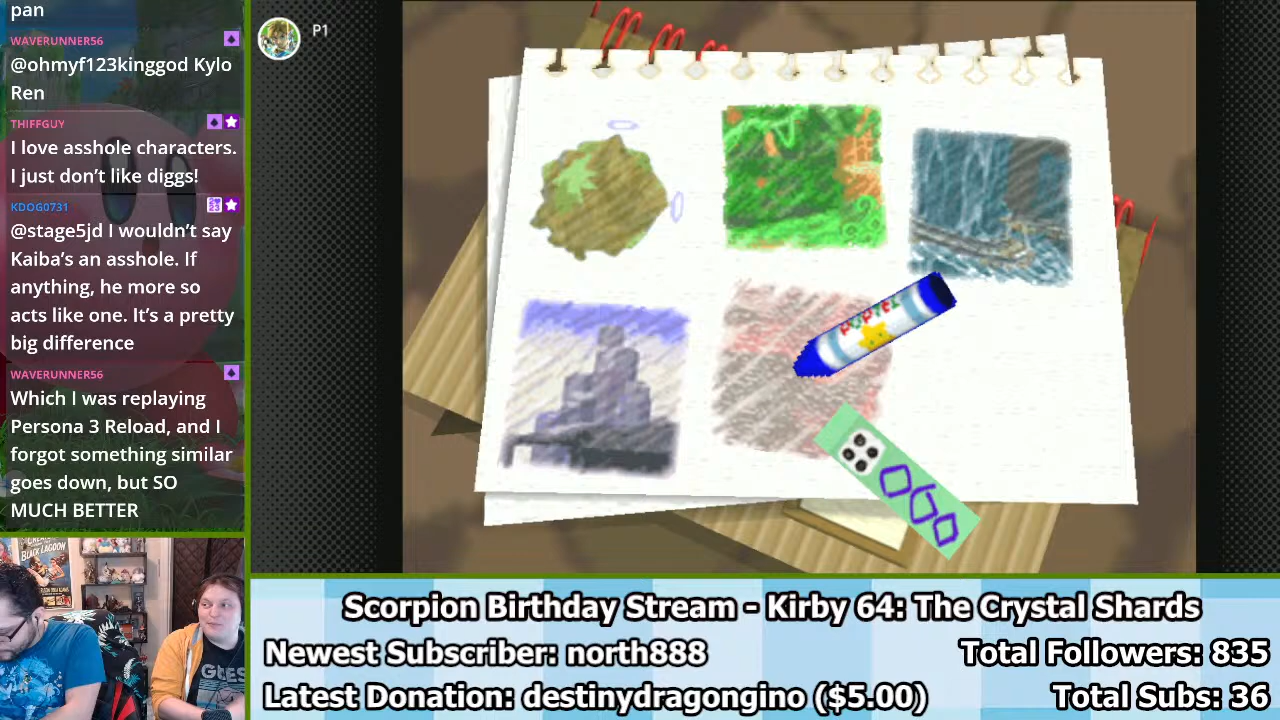 pan
WAVERUNNER56
@ohmyf123kinggod Kylo
Ren
THIFFGUY
I love asshole characters.
I just don't like diggs!
KDOG0731
@stage5jd I wouldn't say
Kaiba's an asshole. If
anything, he more so
acts like one. It's a pretty
big difference
WAVERUNNER56
Which I was replaying
Persona 3 Reload, and I
forgot something similar
goes down, but SO
MUCH BETTER
P1
POPYEI
BLACK LAGOON
Scorpion Birthday Stream - Kirby 64: The Crystal Shards
Newest Subscriber: north888
Total Followers: 835
Latest Donation: destinydragongino ($5.00)
Total Subs: 36